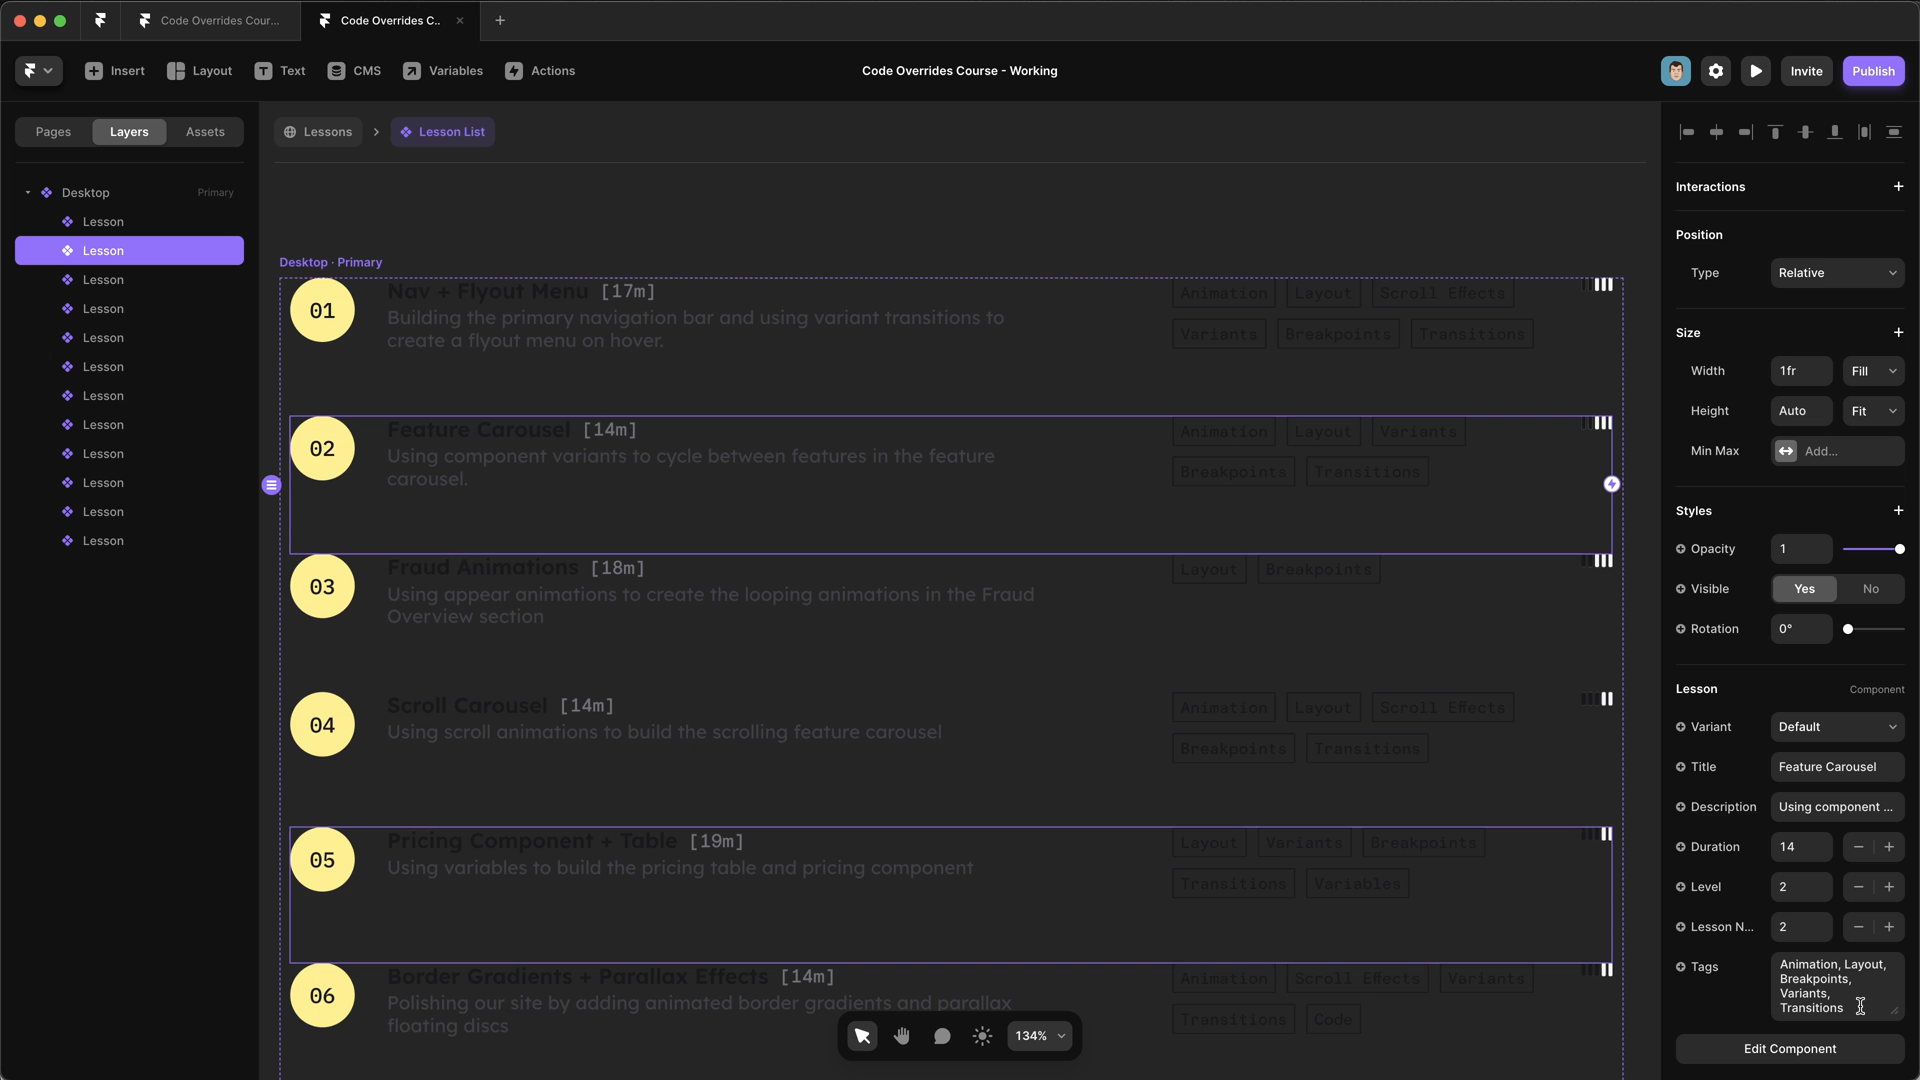 Code Overrides Cour...
Code Overrides C..
Insert
Layout
Text
CMS
Variables
Actions
Code Overrides Course - Working
Invite
Publish
Pages
Layers
Assets
Lessons
Lesson List
Desktop
Primary
Lesson
Lesson
Lesson
Lesson
Lesson
Lesson
Lesson
Lesson
Lesson
Lesson
Lesson
Lesson
Desktop · Primary
01
Nav + Flyout Menu [17m]
Building the primary navigation bar and using variant transitions to
create a flyout menu on hover.
Animation Layout Scroll Effects
Variants Breakpoints Transitions
02
Feature Carousel [14m]
Using component variants to cycle between features in the feature
carousel.
Animation Layout Variants
Breakpoints Transitions
03
Fraud Animations [18m]
Using appear animations to create the looping animations in the Fraud
Overview section
Layout Breakpoints
04
Scroll Carousel [14m]
Using scroll animations to build the scrolling feature carousel
Animation Layout Scroll Effects
Breakpoints Transitions
05
Pricing Component + Table [19m]
Using variables to build the pricing table and pricing component
Layout Variants Breakpoints
Transitions Variables
06
Border Gradients + Parallax Effects [14m]
Polishing our site by adding animated border gradients and parallax
floating discs
Animation Scroll Effects Variants
Transitions Code
134%
Interactions
Position
Type Relative
Size
Width 1fr Fill
Height Auto Fit
Min Max Add...
Styles
Opacity 1
Visible Yes No
Rotation 0°
Lesson Component
Variant Default
Title Feature Carousel
Description Using component ...
Duration 14
Level 2
Lesson N... 2
Tags
Animation, Layout,
Breakpoints,
Variants,
Transitions
Edit Component